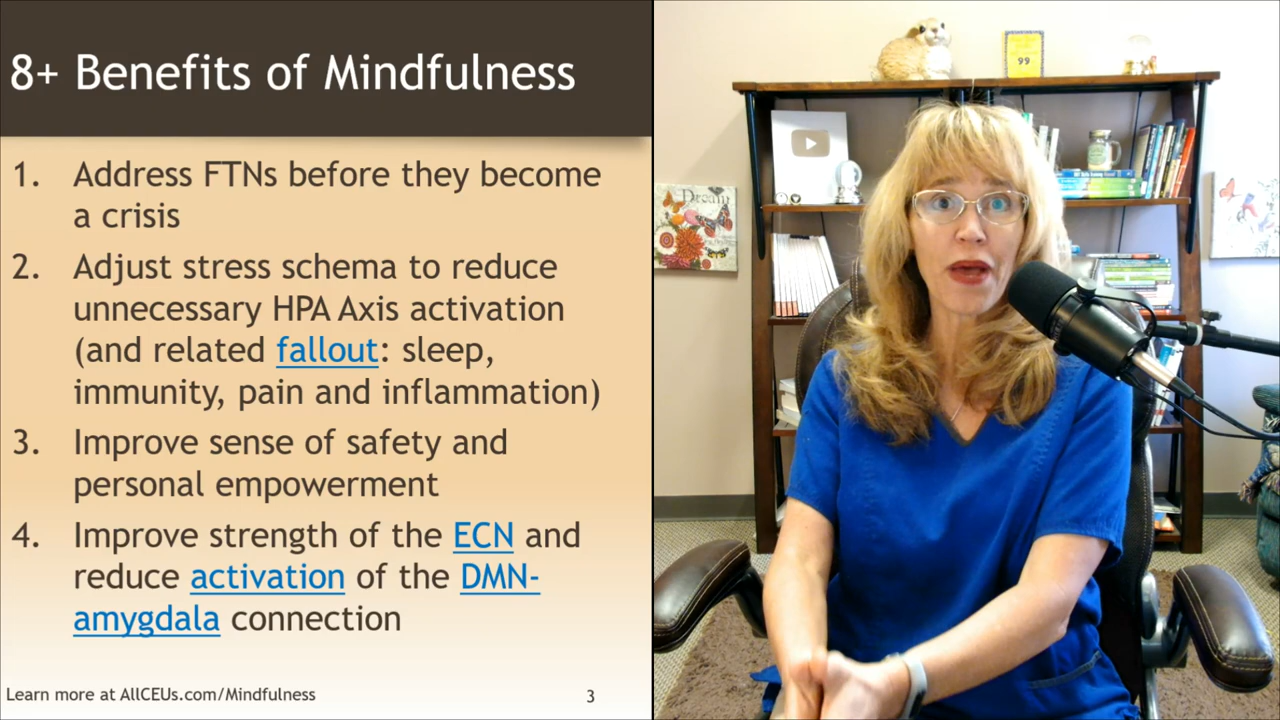 8+ Benefits of Mindfulness
1. Address FTNs before they become
a crisis
2. Adjust stress schema to reduce
unnecessary HPA Axis activation
(and related fallout: sleep,
immunity, pain and inflammation)
3. Improve sense of safety and
personal empowerment
4. Improve strength of the ECN and
reduce activation of the DMN-
amygdala connection
Learn more at AllCEUs.com/Mindfulness
3
99
Dream